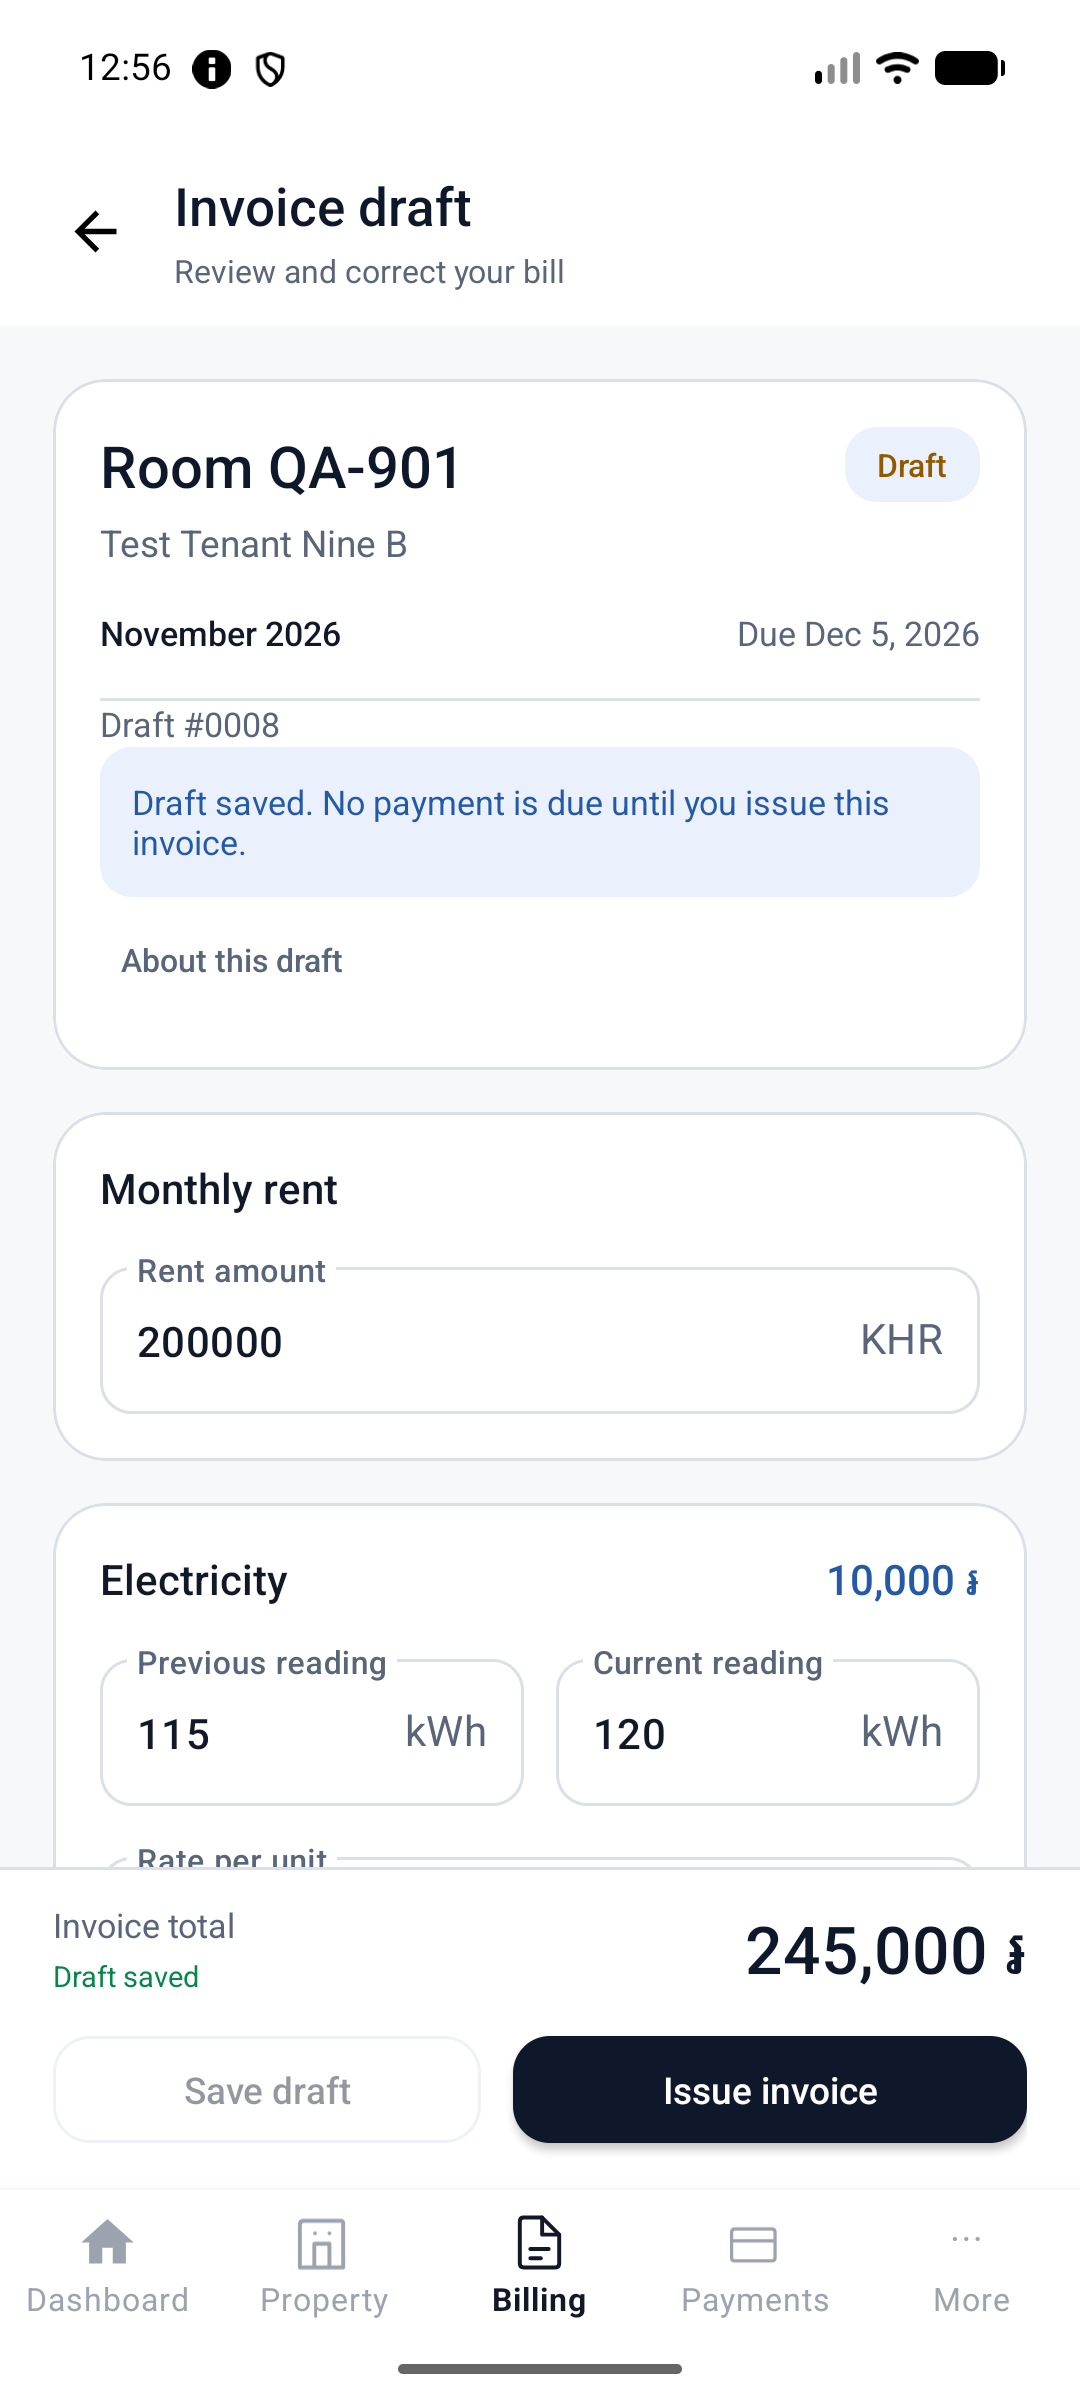 12:56
Invoice draft
Review and correct your bill
Room QA-901
Draft
Test Tenant Nine B
November 2026
Due Dec 5, 2026
Draft #0008
Draft saved. No payment is due until you issue this
invoice.
About this draft
Monthly rent
Rent amount
200000 KHR
Electricity
10,000 ៛
Previous reading
Current reading
115 kWh
120 kWh
Rate per unit
Invoice total
Draft saved
245,000 ៛
Save draft
Issue invoice
Dashboard
Property
Billing
Payments
More